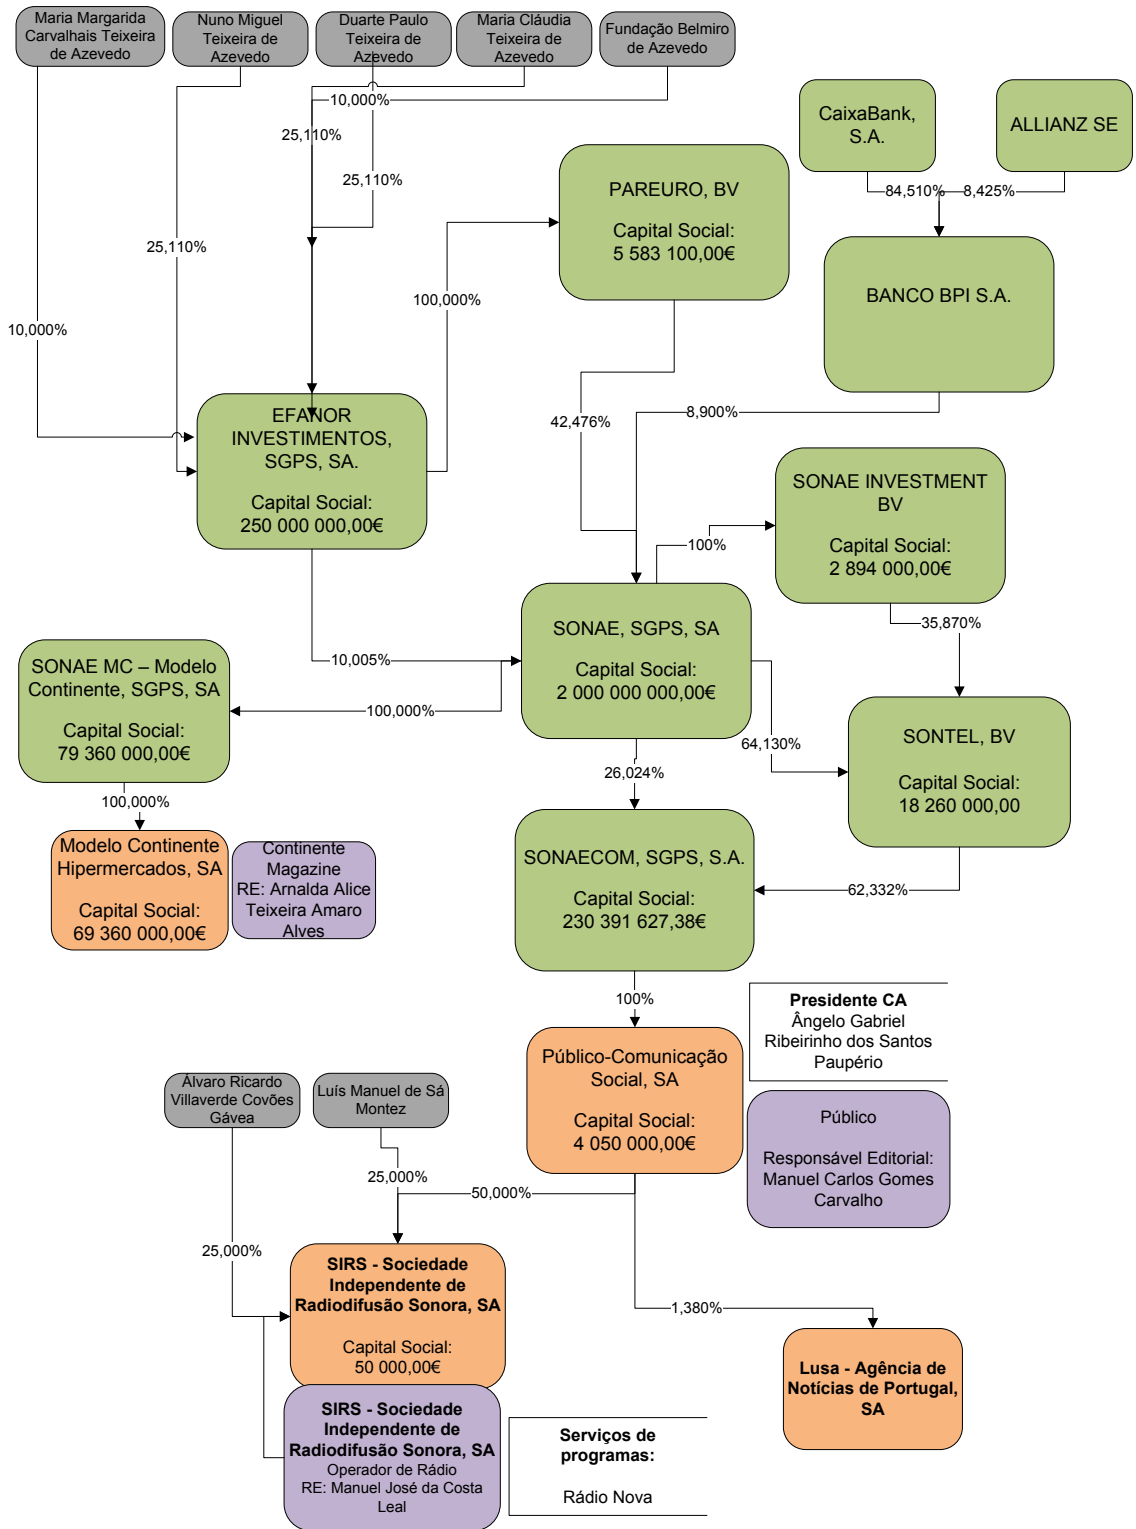 Maria Margarida
Carvalhais Teixeira
de Azevedo
Nuno Miguel
Teixeira de
Azevedo
Duarte Paulo
Teixeira de
Azevedo
Maria Cláudia
Teixeira de
Azevedo
Fundação Belmiro
de Azevedo
10,000%
25,110%
25,110%
25,110%
10,000%
CaixaBank,
S.A.
ALLIANZ SE
84,510%
8,425%
PAREURO, BV
Capital Social:
5 583 100,00€
BANCO BPI S.A.
100,000%
42,476%
8,900%
EFANOR
INVESTIMENTOS,
SGPS, SA.
Capital Social:
250 000 000,00€
SONAE INVESTMENT
BV
Capital Social:
2 894 000,00€
100%
35,870%
SONAE, SGPS, SA
Capital Social:
2 000 000 000,00€
10,005%
100,000%
SONAE MC – Modelo
Continente, SGPS, SA
Capital Social:
79 360 000,00€
64,130%
SONTEL, BV
Capital Social:
18 260 000,00
26,024%
100,000%
Modelo Continente
Hipermercados, SA
Capital Social:
69 360 000,00€
Continente
Magazine
RE: Arnalda Alice
Teixeira Amaro
Alves
SONAECOM, SGPS, S.A.
Capital Social:
230 391 627,38€
62,332%
100%
Presidente CA
Ângelo Gabriel
Ribeirinho dos Santos
Paupério
Público-Comunicação
Social, SA
Capital Social:
4 050 000,00€
Público
Responsável Editorial:
Manuel Carlos Gomes
Carvalho
Álvaro Ricardo
Villaverde Covões
Gávea
Luís Manuel de Sá
Montez
25,000%
50,000%
25,000%
1,380%
SIRS - Sociedade
Independente de
Radiodifusão Sonora, SA
Capital Social:
50 000,00€
Lusa - Agência de
Notícias de Portugal,
SA
SIRS - Sociedade
Independente de
Radiodifusão Sonora, SA
Operador de Rádio
RE: Manuel José da Costa
Leal
Serviços de
programas:
Rádio Nova